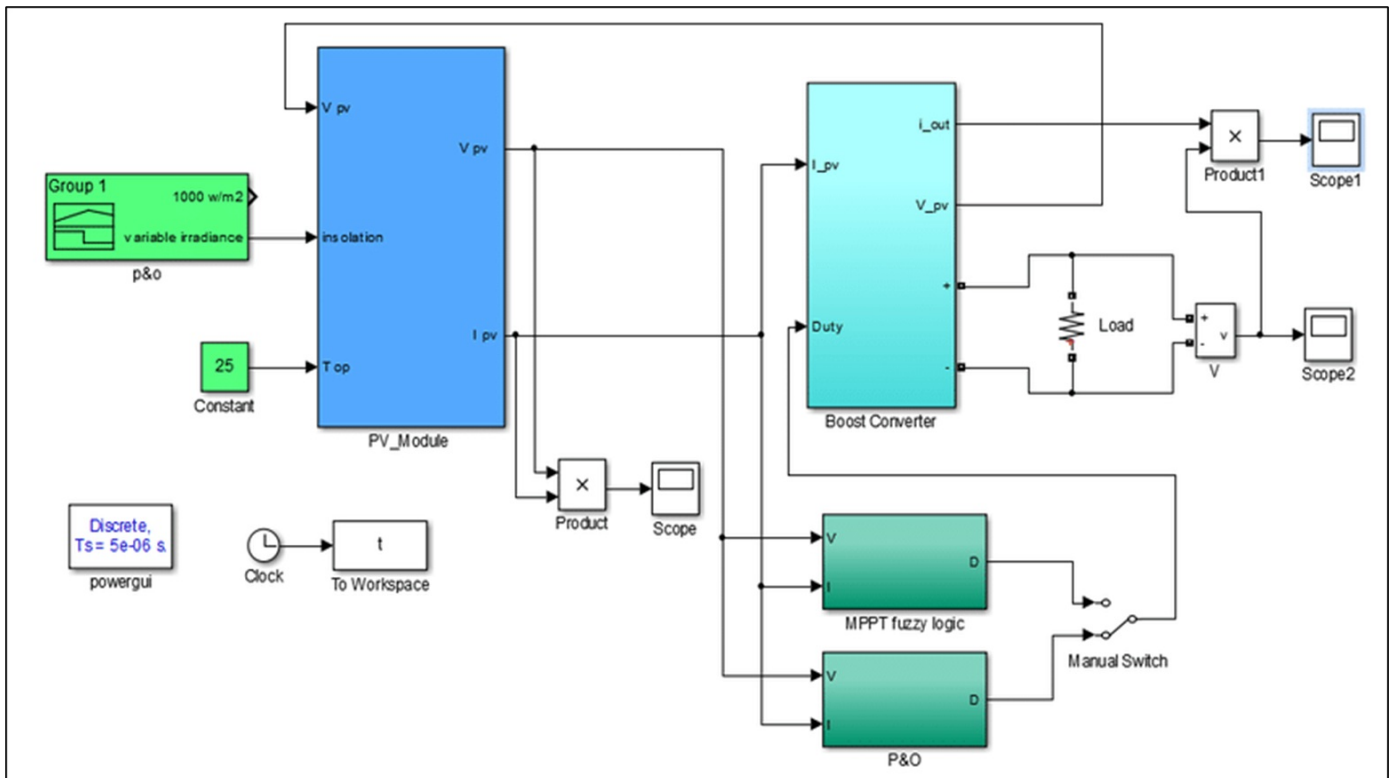 V pv
V pv
insolation
I pv
T op
PV_Module
Group 1
1000 w/m2
variable irradiance
p&o
25
Constant
i_out
I_pv
V_pv
+
Duty
-
Boost Converter
×
Product1
Scope1
Load
+
v
-
V
Scope2
×
Product
Scope
Discrete,
Ts = 5e-06 s.
powergui
Clock
t
To Workspace
V
D
I
MPPT fuzzy logic
Manual Switch
V
D
I
P&O